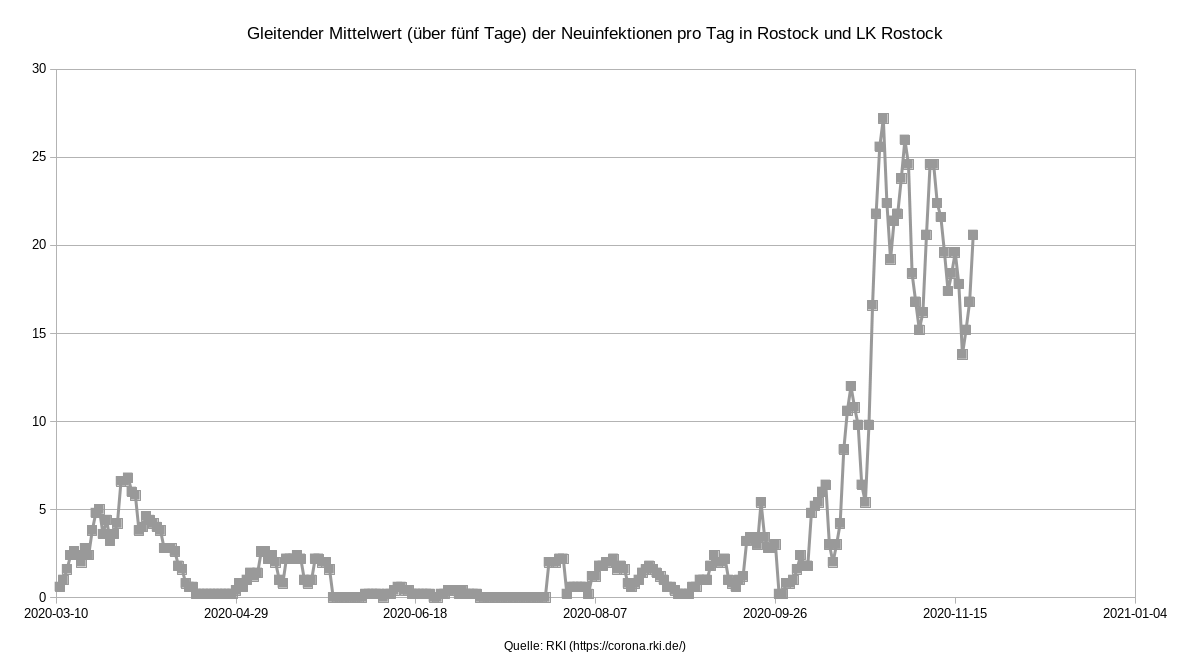 Gleitender Mittelwert (über fünf Tage) der Neuinfektionen pro Tag in Rostock und LK Rostock
30
25
20
15
10
5
0
2020-03-10 2020-04-29 2020-06-18 2020-08-07 2020-09-26 2020-11-15 2021-01-04
Quelle: RKI (https://corona.rki.de/)